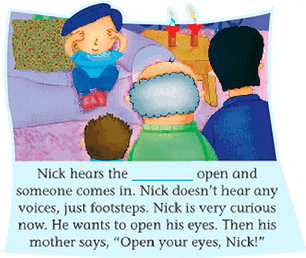 Nick hears the ________ open and
someone comes in. Nick doesn't hear any
voices, just footsteps. Nick is very curious
now. He wants to open his eyes. Then his
mother says, “Open your eyes, Nick!”